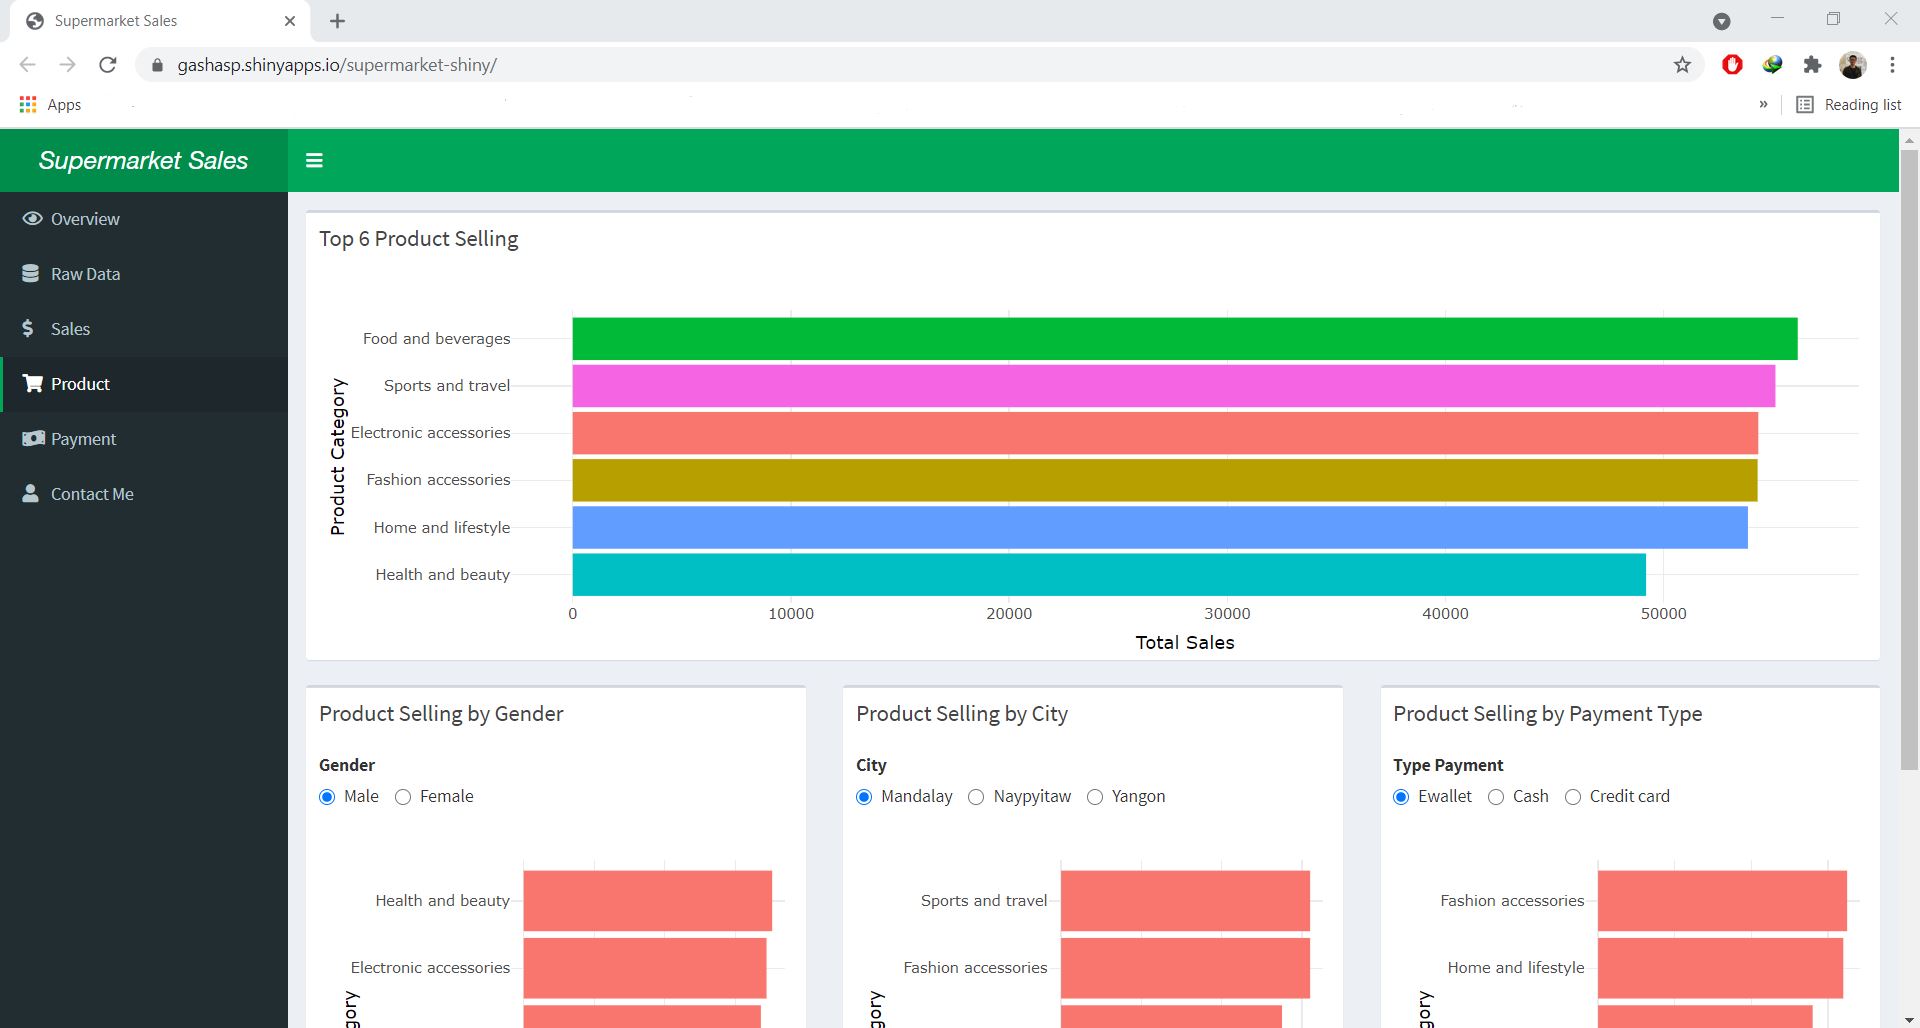 Supermarket Sales
gashasp.shinyapps.io/supermarket-shiny/
Apps
» Reading list
Supermarket Sales
Overview
Raw Data
Sales
Product
Payment
Contact Me
Top 6 Product Selling
Product Category
Food and beverages
Sports and travel
Electronic accessories
Fashion accessories
Home and lifestyle
Health and beauty
0 10000 20000 30000 40000 50000
Total Sales
Product Selling by Gender
Gender
Male Female
Health and beauty
Electronic accessories
gory
Product Selling by City
City
Mandalay Naypyitaw Yangon
Sports and travel
Fashion accessories
gory
Product Selling by Payment Type
Type Payment
Ewallet Cash Credit card
Fashion accessories
Home and lifestyle
gory